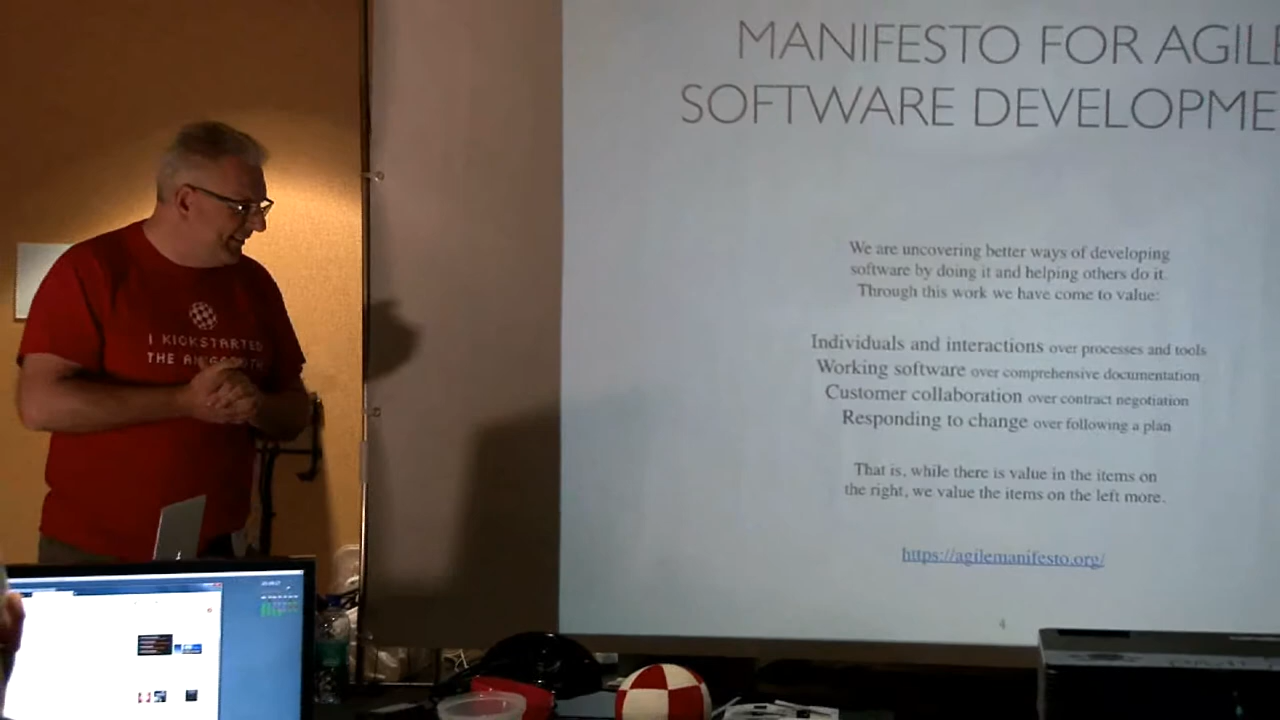 MANIFESTO FOR AGILE
SOFTWARE DEVELOPME
We are uncovering better ways of developing
software by doing it and helping others do it.
Through this work we have come to value:
Individuals and interactions over processes and tools
Working software over comprehensive documentation
Customer collaboration over contract negotiation
Responding to change over following a plan
That is, while there is value in the items on
the right, we value the items on the left more.
https://agilemanifesto.org/
4
I KICKSTARTED
THE